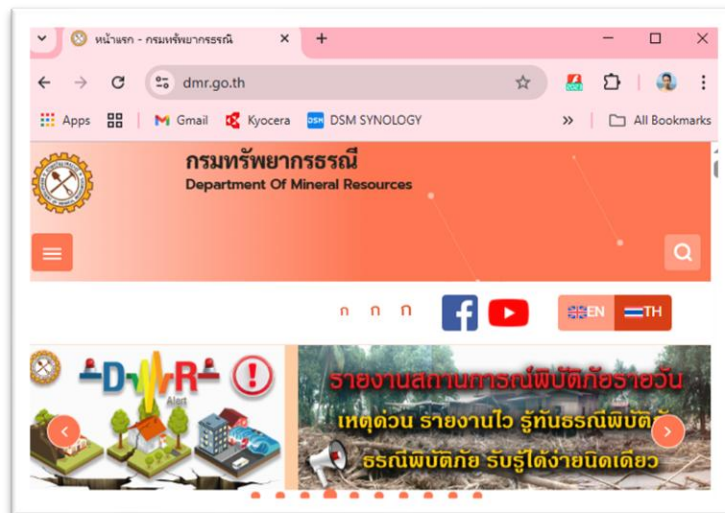 หน้าแรก - กรมทรัพยากรธรณี
dmr.go.th
Apps Gmail Kyocera DSM DSM SYNOLOGY All Bookmarks
กรมทรัพยากรธรณี
Department Of Mineral Resources
ก ก ก EN TH
DMR
Alert
รายงานสถานการณ์พิบัติภัยรายวัน
เหตุด่วน รายงานไว รู้ทันธรณีพิบัติภัย
ธรณีพิบัติภัย รับรู้ได้ง่ายนิดเดียว